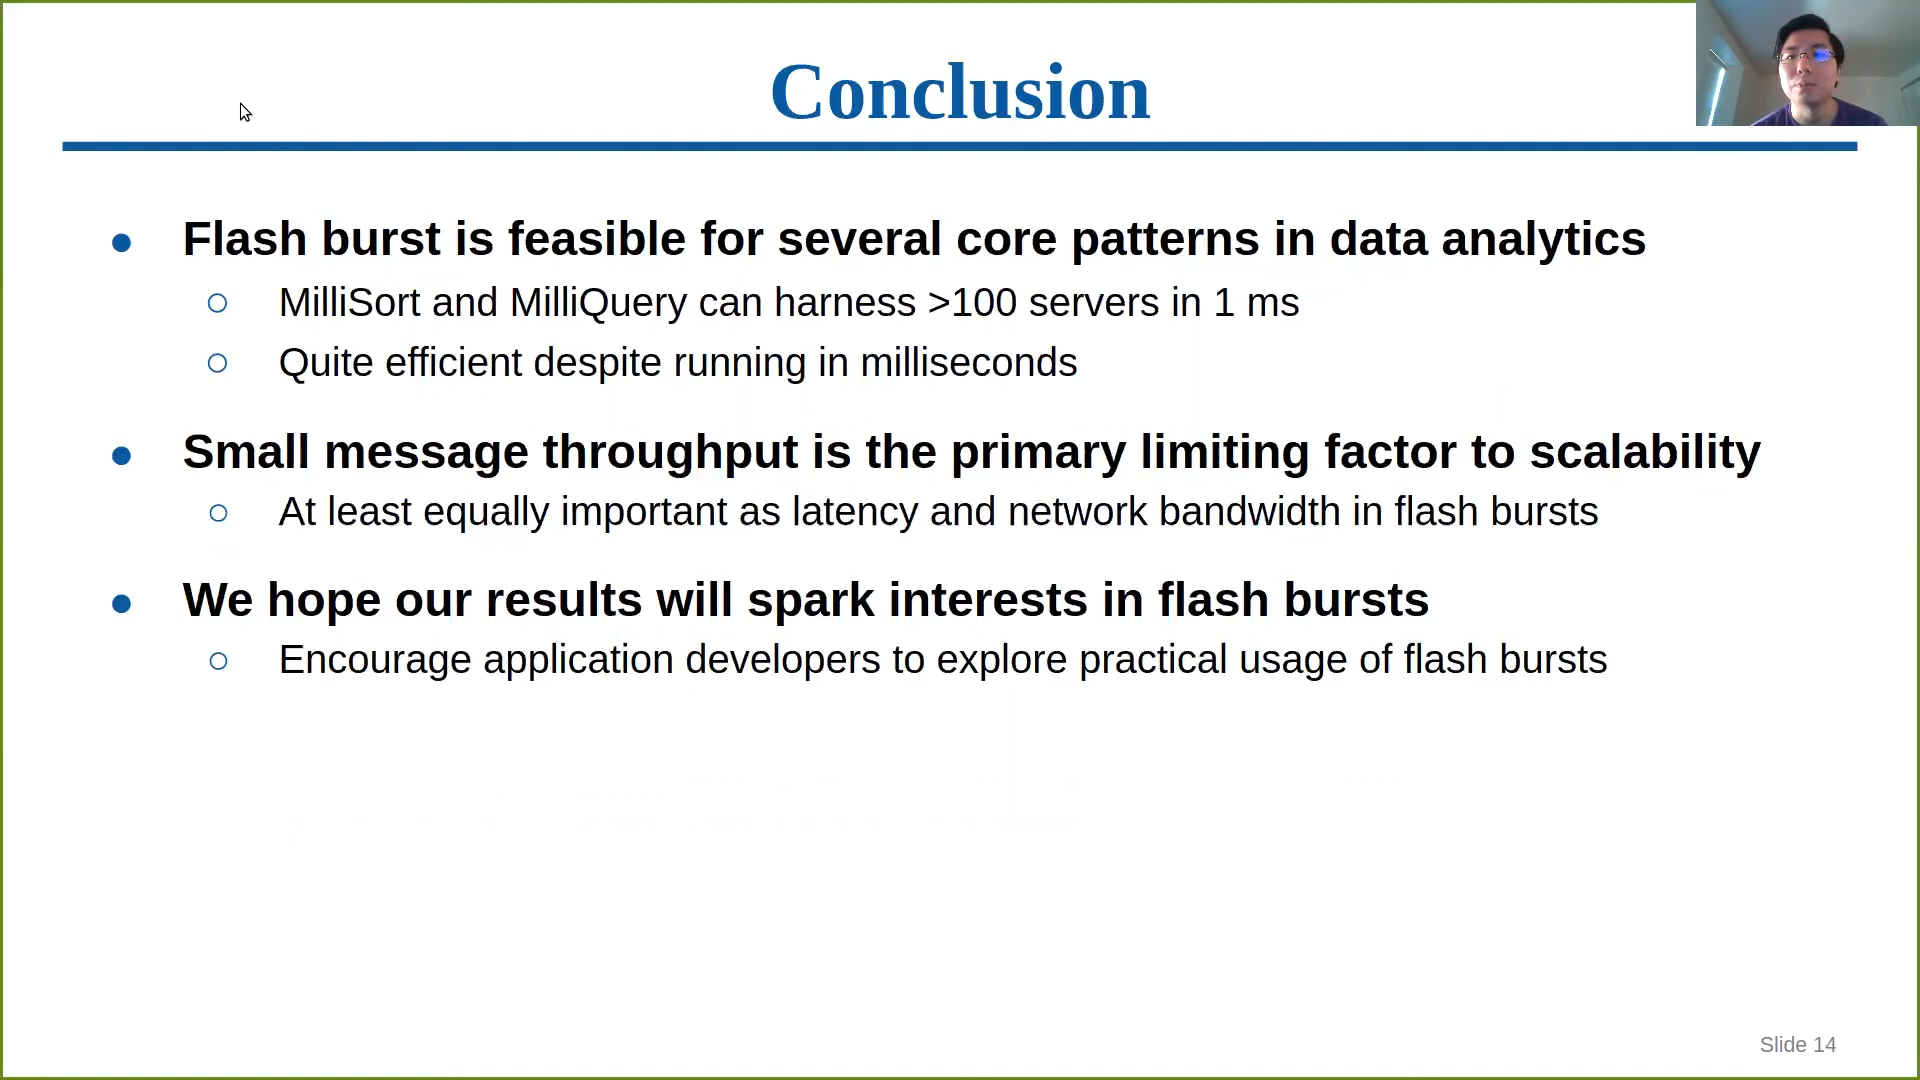 Conclusion
Flash burst is feasible for several core patterns in data analytics
MilliSort and MilliQuery can harness >100 servers in 1 ms
Quite efficient despite running in milliseconds
Small message throughput is the primary limiting factor to scalability
At least equally important as latency and network bandwidth in flash bursts
We hope our results will spark interests in flash bursts
Encourage application developers to explore practical usage of flash bursts
Slide 14